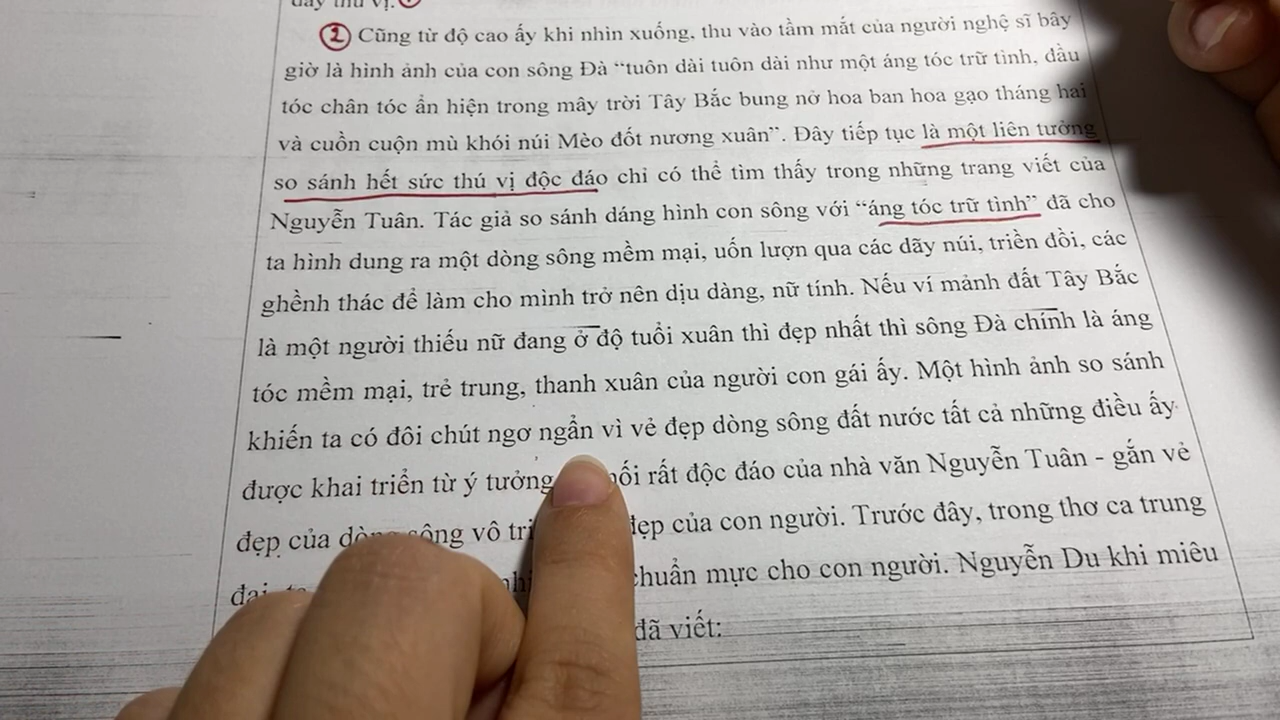 ② Cũng từ độ cao ấy khi nhìn xuống, thu vào tầm mắt của người nghệ sĩ bây
giờ là hình ảnh của con sông Đà “tuôn dài tuôn dài như một áng tóc trữ tình, đầu
tóc chân tóc ẩn hiện trong mây trời Tây Bắc bung nở hoa ban hoa gạo tháng hai
và cuồn cuộn mù khói núi Mèo đốt nương xuân”. Đây tiếp tục là một liên tưởng
so sánh hết sức thú vị độc đáo chỉ có thể tìm thấy trong những trang viết của
Nguyễn Tuân. Tác giả so sánh dáng hình con sông với “áng tóc trữ tình” đã cho
ta hình dung ra một dòng sông mềm mại, uốn lượn qua các dãy núi, triền đồi, các
ghềnh thác để làm cho mình trở nên dịu dàng, nữ tính. Nếu ví mảnh đất Tây Bắc
là một người thiếu nữ đang ở độ tuổi xuân thì đẹp nhất thì sông Đà chính là áng
tóc mềm mại, trẻ trung, thanh xuân của người con gái ấy. Một hình ảnh so sánh
khiến ta có đôi chút ngơ ngẩn vì vẻ đẹp dòng sông đất nước tất cả những điều ấy
được khai triển từ ý tưởng rất độc đáo của nhà văn Nguyễn Tuân - gắn vẻ
đẹp của sông vô đẹp của con người. Trước đây, trong thơ ca trung
chuẩn mực cho con người. Nguyễn Du khi miêu
đã viết: